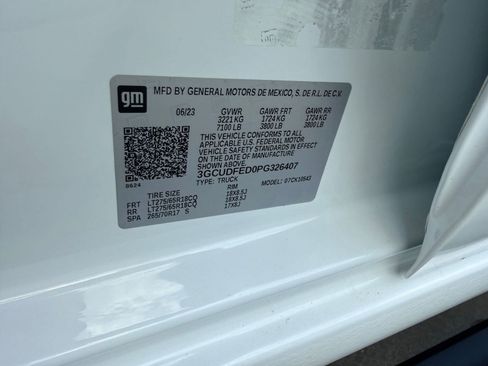 gm
MFD BY GENERAL MOTORS DE MEXICO, S. DE R.L. DE C.V.
06/23 GVWR GAWR FRT GAWR RR
3221 KG 1724 KG 1724 KG
7100 LB 3800 LB 3800 LB
THIS VEHICLE CONFORMS TO ALL
APPLICABLE U.S. FEDERAL MOTOR
VEHICLE SAFETY STANDARDS IN EFFECT
ON THE DATE OF MANUFACTURE
SHOWN ABOVE.
3GCUDFED0PG326407
TYPE: TRUCK MODEL: 07CK10543
8624
TIRE SIZE RIM
FRT LT275/65R18CQ 18X8.5J
RR LT275/65R18CQ 18X8.5J
SPA 265/70R17 S 17X8J